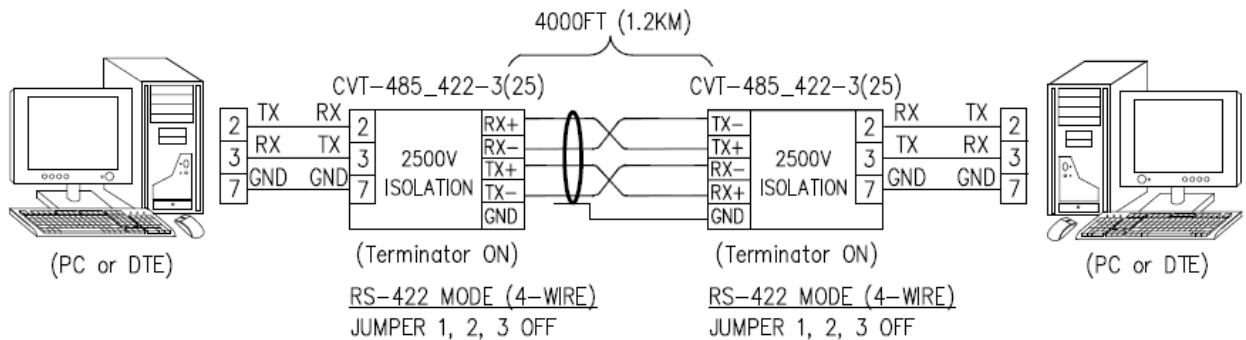 4000FT (1.2KM)
CVT-485_422-3(25) CVT-485_422-3(25)
2 TX RX 2 RX+ TX- 2 RX TX 2
3 RX TX 3 RX- TX+ 3 TX RX 3
7 GND GND 7 TX+ RX- 7 GND GND 7
TX- RX+
GND GND
2500V 2500V
ISOLATION ISOLATION
(PC or DTE) (Terminator ON) (Terminator ON) (PC or DTE)
RS-422 MODE (4-WIRE) RS-422 MODE (4-WIRE)
JUMPER 1, 2, 3 OFF JUMPER 1, 2, 3 OFF